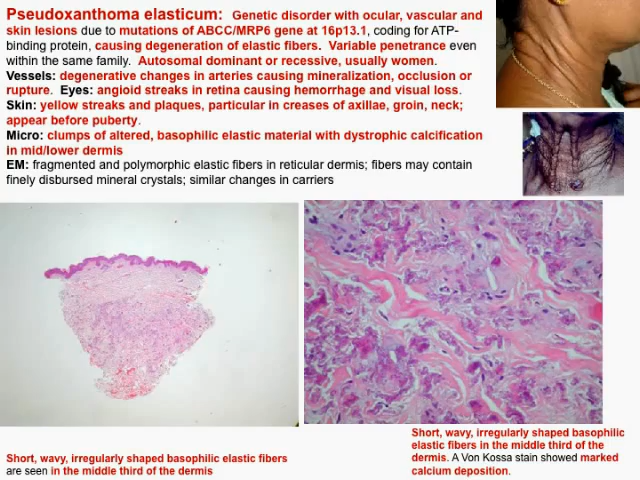 Pseudoxanthoma elasticum: Genetic disorder with ocular, vascular and
skin lesions due to mutations of ABCC/MRP6 gene at 16p13.1, coding for ATP-
binding protein, causing degeneration of elastic fibers. Variable penetrance even
within the same family. Autosomal dominant or recessive, usually women.
Vessels: degenerative changes in arteries causing mineralization, occlusion or
rupture. Eyes: angioid streaks in retina causing hemorrhage and visual loss.
Skin: yellow streaks and plaques, particular in creases of axillae, groin, neck;
appear before puberty.
Micro: clumps of altered, basophilic elastic material with dystrophic calcification
in mid/lower dermis
EM: fragmented and polymorphic elastic fibers in reticular dermis; fibers may contain
finely disbursed mineral crystals; similar changes in carriers
Short, wavy, irregularly shaped basophilic elastic fibers
are seen in the middle third of the dermis
Short, wavy, irregularly shaped basophilic
elastic fibers in the middle third of the
dermis. A Von Kossa stain showed marked
calcium deposition.